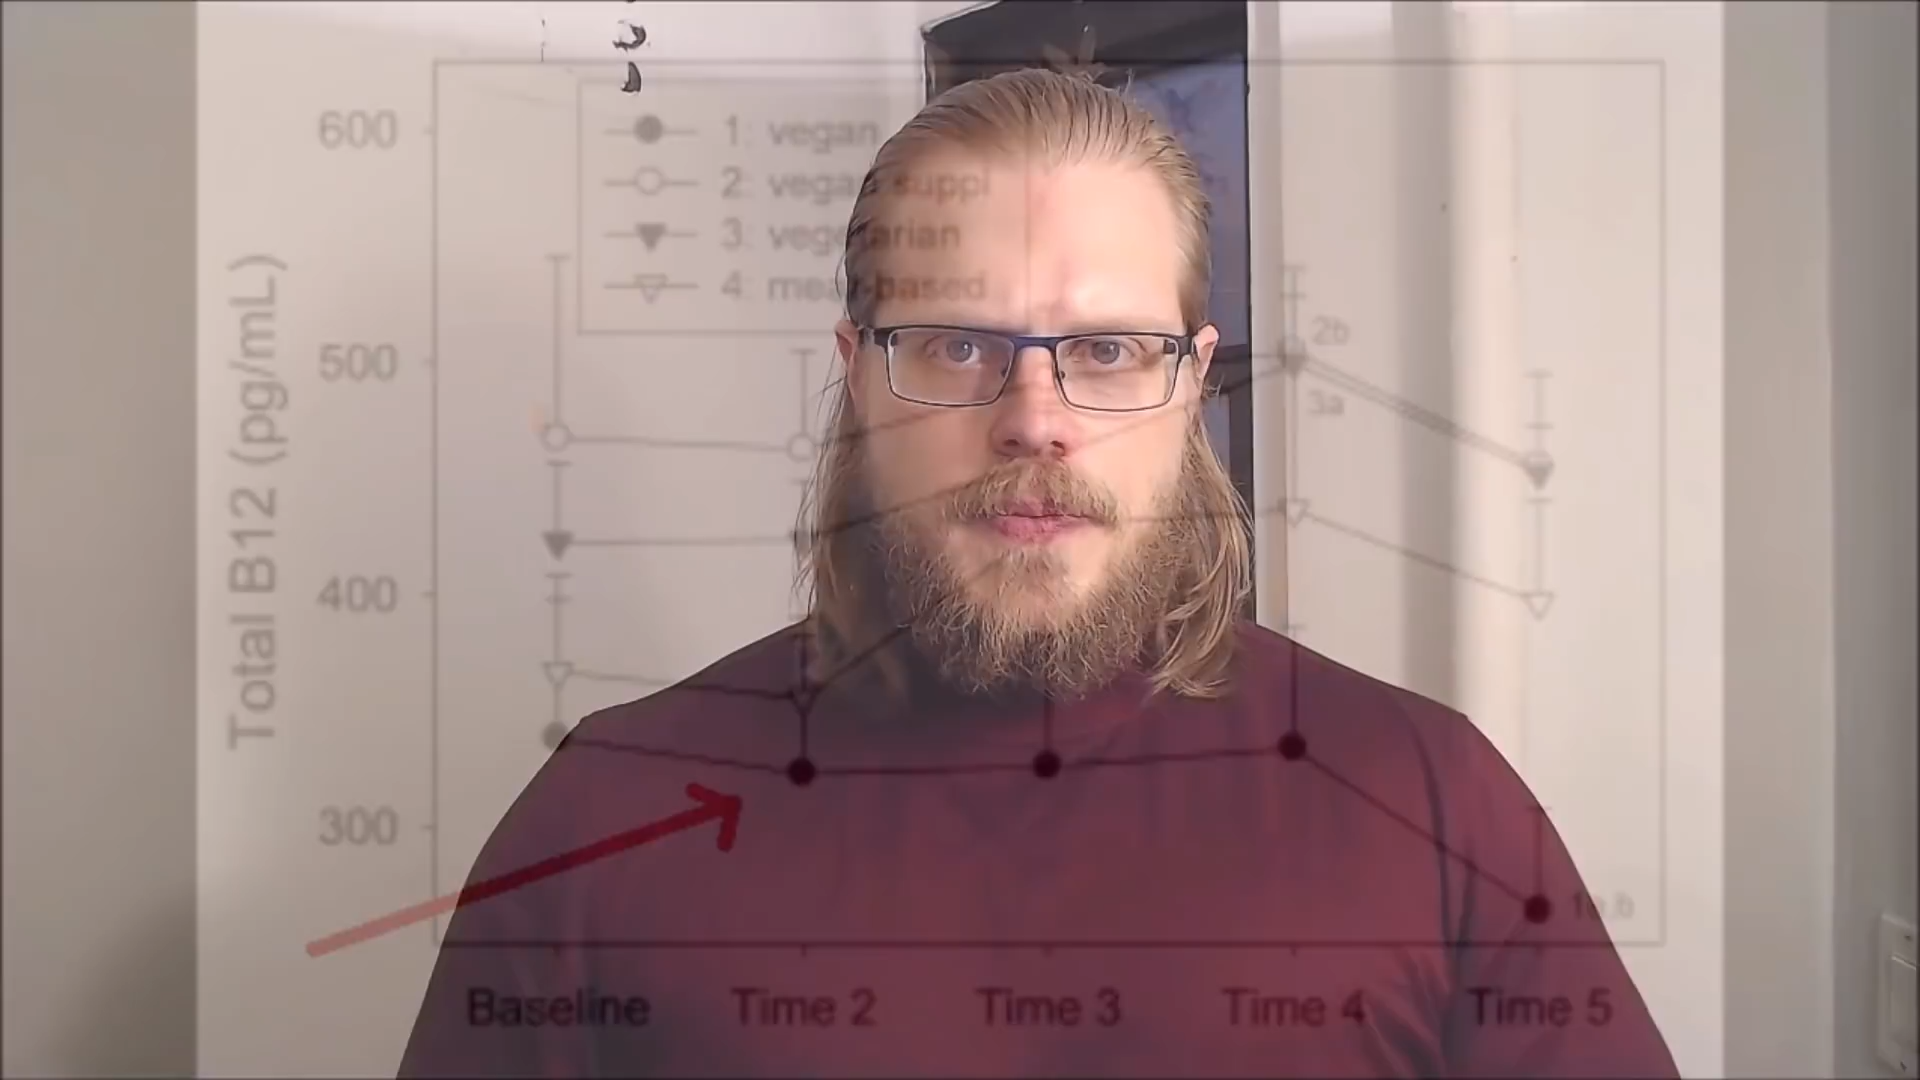 600
500
400
300
Total B12 (pg/mL)
1: vegan
2: vegan suppl
3: vegetarian
4: meat-based
2b
3a
1a,b
Baseline
Time 2
Time 3
Time 4
Time 5